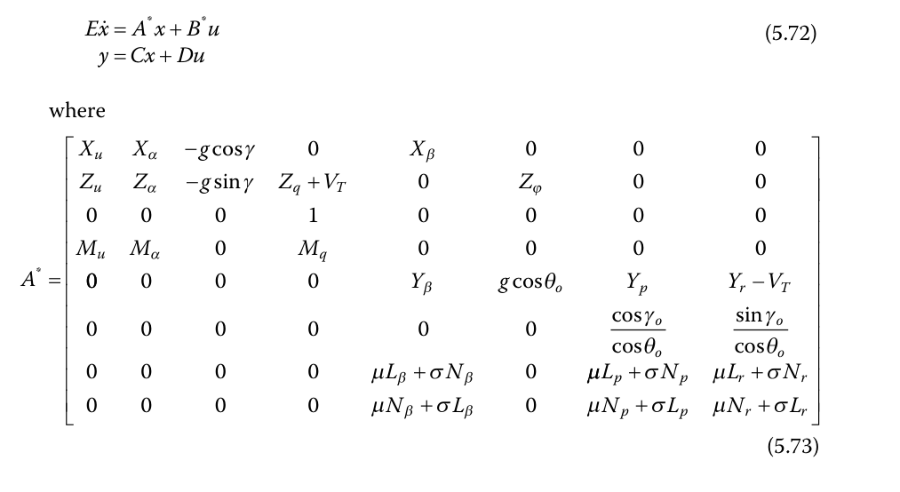 Eẋ = A*x + B*u (5.72)
y = Cx + Du
where
A* =
X_u X_α −g cos γ 0 X_β 0 0 0
Z_u Z_α −g sin γ Z_q + V_T 0 Z_φ 0 0
0 0 0 1 0 0 0 0
M_u M_α 0 M_q 0 0 0 0
0 0 0 0 Y_β g cos θ_o Y_p Y_r − V_T
0 0 0 0 0 0 cos γ_o / cos θ_o sin γ_o / cos θ_o
0 0 0 0 μL_β + σN_β 0 μL_p + σN_p μL_r + σN_r
0 0 0 0 μN_β + σL_β 0 μN_p + σL_p μN_r + σL_r
(5.73)